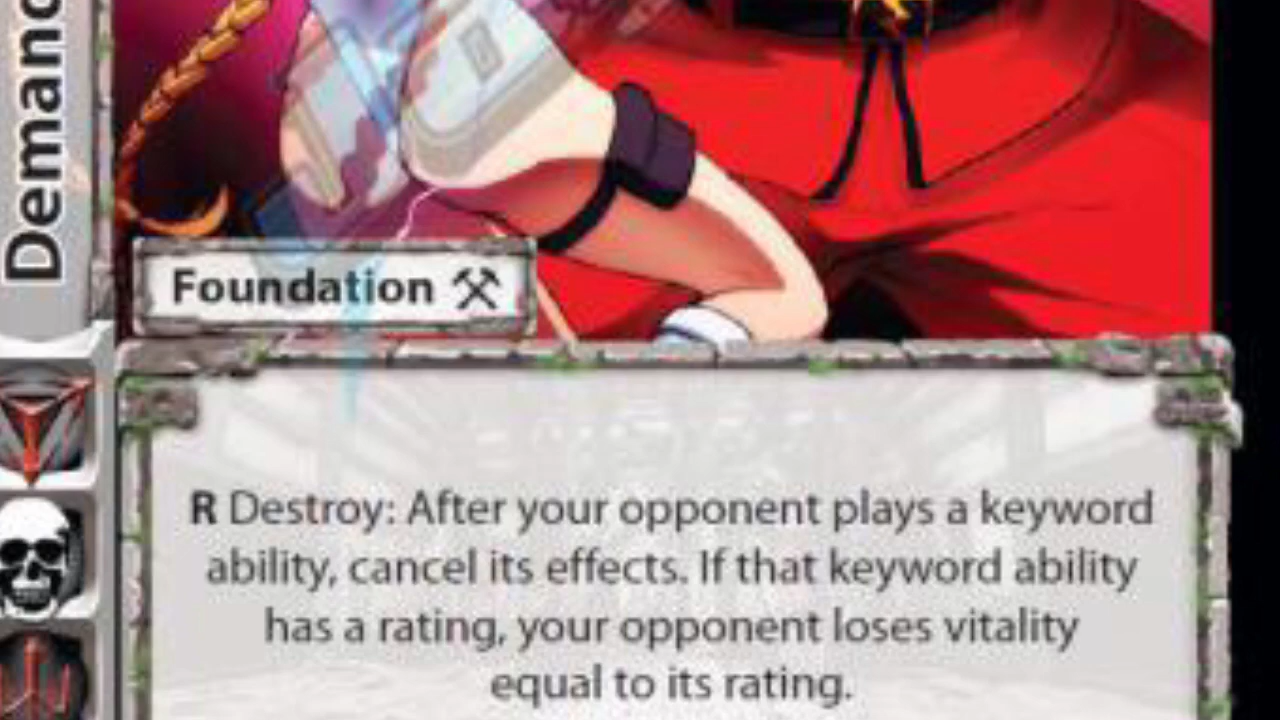 Demanc
Foundation
R Destroy: After your opponent plays a keyword
ability, cancel its effects. If that keyword ability
has a rating, your opponent loses vitality
equal to its rating.